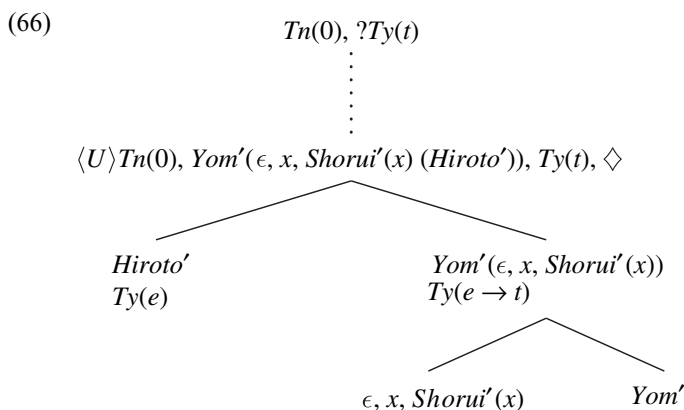 (66)
Tn(0), ?Ty(t)
⟨U⟩Tn(0), Yom′(ϵ, x, Shorui′(x) (Hiroto′)), Ty(t), ♢
Hiroto′ Yom′(ϵ, x, Shorui′(x))
Ty(e) Ty(e → t)
ϵ, x, Shorui′(x) Yom′